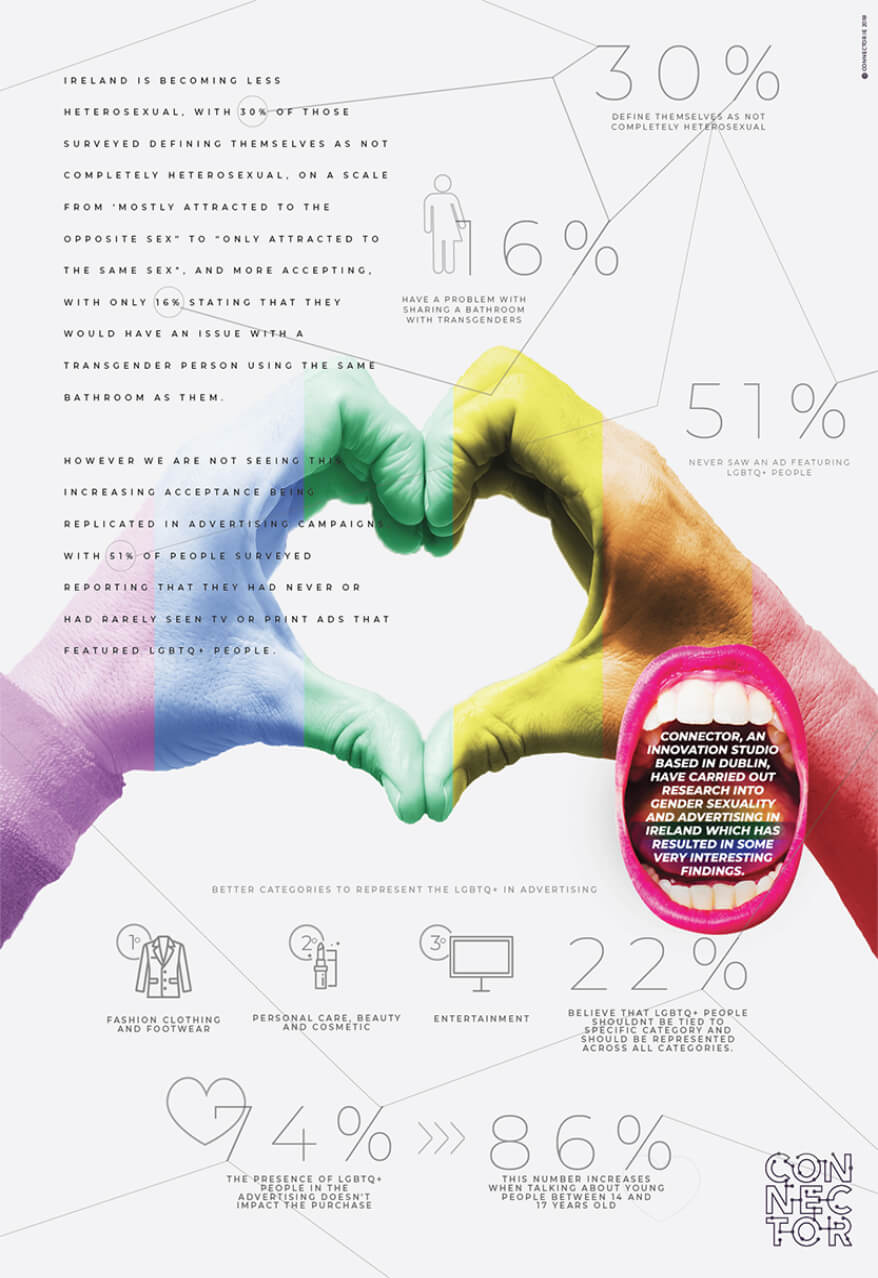 © CONNECTOR.IE 2019
IRELAND IS BECOMING LESS
HETEROSEXUAL, WITH 30% OF THOSE
SURVEYED DEFINING THEMSELVES AS NOT
COMPLETELY HETEROSEXUAL, ON A SCALE
FROM 'MOSTLY ATTRACTED TO THE
OPPOSITE SEX" TO "ONLY ATTRACTED TO
THE SAME SEX", AND MORE ACCEPTING,
WITH ONLY 16% STATING THAT THEY
WOULD HAVE AN ISSUE WITH A
TRANSGENDER PERSON USING THE SAME
BATHROOM AS THEM.
HOWEVER WE ARE NOT SEEING THIS
INCREASING ACCEPTANCE BEING
REPLICATED IN ADVERTISING CAMPAIGNS
WITH 51% OF PEOPLE SURVEYED
REPORTING THAT THEY HAD NEVER OR
HAD RARELY SEEN TV OR PRINT ADS THAT
FEATURED LGBTQ+ PEOPLE.
30%
DEFINE THEMSELVES AS NOT
COMPLETELY HETEROSEXUAL
16%
HAVE A PROBLEM WITH
SHARING A BATHROOM
WITH TRANSGENDERS
51%
NEVER SAW AN AD FEATURING
LGBTQ+ PEOPLE
CONNECTOR, AN
INNOVATION STUDIO
BASED IN DUBLIN,
HAVE CARRIED OUT
RESEARCH INTO
GENDER SEXUALITY
AND ADVERTISING IN
IRELAND WHICH HAS
RESULTED IN SOME
VERY INTERESTING
FINDINGS.
BETTER CATEGORIES TO REPRESENT THE LGBTQ+ IN ADVERTISING
1º
FASHION CLOTHING
AND FOOTWEAR
2º
PERSONAL CARE, BEAUTY
AND COSMETIC
3º
ENTERTAINMENT
22%
BELIEVE THAT LGBTQ+ PEOPLE
SHOULDNT BE TIED TO
SPECIFIC CATEGORY AND
SHOULD BE REPRESENTED
ACROSS ALL CATEGORIES.
74%
THE PRESENCE OF LGBTQ+
PEOPLE IN THE
ADVERTISING DOESN'T
IMPACT THE PURCHASE
86%
THIS NUMBER INCREASES
WHEN TALKING ABOUT YOUNG
PEOPLE BETWEEN 14 AND
17 YEARS OLD
CON
NEC
TOR